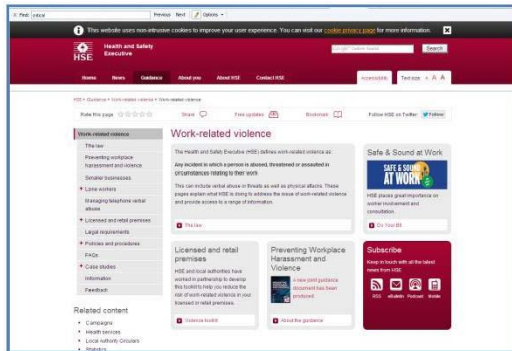 Find: critical
Previous Next Options
This website uses non-intrusive cookies to improve your user experience. You can visit our cookie privacy page for more information.
HSE
Health and Safety
Executive
Search
Home News Guidance About you About HSE Contact HSE
Accessibility Text size A A A
HSE Guidance Work-related violence Work-related violence
Rate this page Share Free updates Bookmark Follow HSE on Twitter Follow
Work-related violence
The law
Preventing workplace
harassment and violence
Smaller businesses
Lone workers
Managing telephone verbal
abuse
Licensed and retail premises
Legal requirements
Policies and procedures
FAQs
Case studies
Information
Feedback
Related content
Campaigns
Health services
Local Authority Circulars
Statistics
Work-related violence
The Health and Safety Executive (HSE) defines work-related violence as:
Any incident in which a person is abused, threatened or assaulted in
circumstances relating to their work
This can include verbal abuse or threats as well as physical attacks. These
pages explain what HSE is doing to address the issue of work-related violence
and provide access to a range of information.
The law
Safe & Sound at Work
SAFE & SOUND
AT WORK
HSE places great importance on
worker involvement and
consultation.
Do Your Bit
Licensed and retail
premises
HSE and local authorities have
worked in partnership to develop
this toolkit to help you reduce the
risk of work-related violence in your
licensed or retail premises.
Violence toolkit
Preventing Workplace
Harassment and
Violence
A new joint guidance
document has been
produced.
About the guidance
Subscribe
Keep in touch with all the latest
news from HSE
RSS eBulletin Podcast Mobile